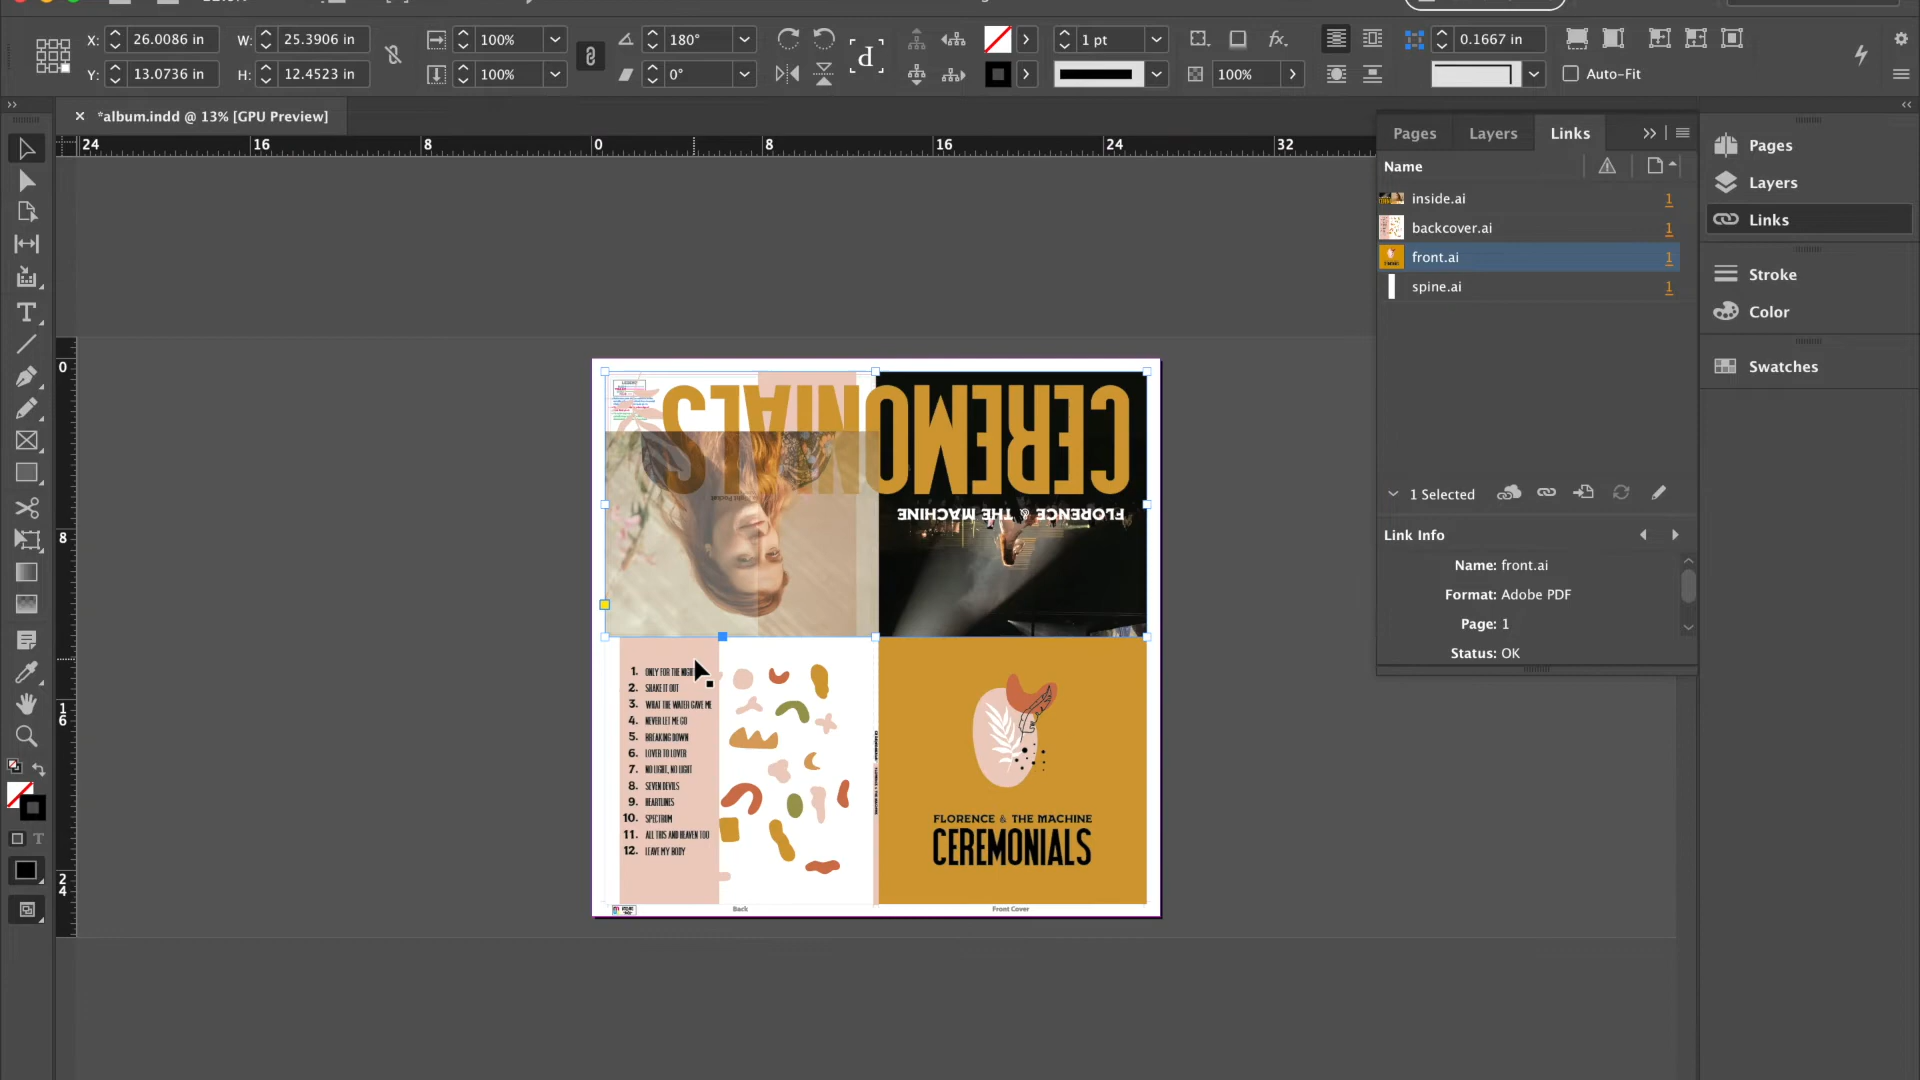 X: 26.0086 in W: 25.3906 in 100% 180° 1 pt 0.1667 in
Y: 13.0736 in H: 12.4523 in 100% 0° 100% Auto-Fit
*album.indd @ 13% [GPU Preview]
24 16 8 0 8 16 24 32
0
8
16
24
Pages Layers Links
Name
inside.ai 1
backcover.ai 1
front.ai 1
spine.ai 1
1 Selected
Link Info
Name: front.ai
Format: Adobe PDF
Page: 1
Status: OK
Pages
Layers
Links
Stroke
Color
Swatches
CEREMONIALS
FLORENCE & THE MACHINE
1. ONLY FOR THE NIGHT
2. SHAKE IT OUT
3. WHAT THE WATER GAVE ME
4. NEVER LET ME GO
5. BREAKING DOWN
6. LOVER TO LOVER
7. NO LIGHT, NO LIGHT
8. SEVEN DEVILS
9. HEARTLINES
10. SPECTRUM
11. ALL THIS AND HEAVEN TOO
12. LEAVE MY BODY
FLORENCE & THE MACHINE
CEREMONIALS
Back
Front Cover